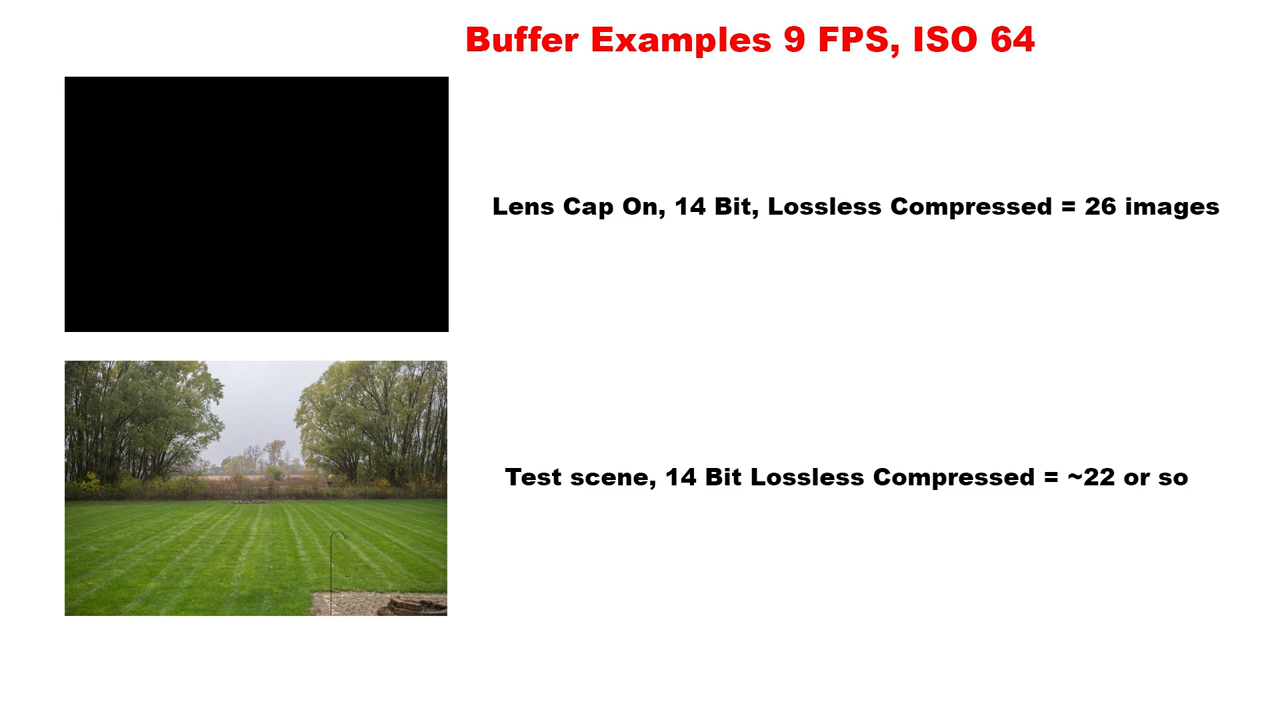 Buffer Examples 9 FPS, ISO 64
Lens Cap On, 14 Bit, Lossless Compressed = 26 images
Test scene, 14 Bit Lossless Compressed = ~22 or so